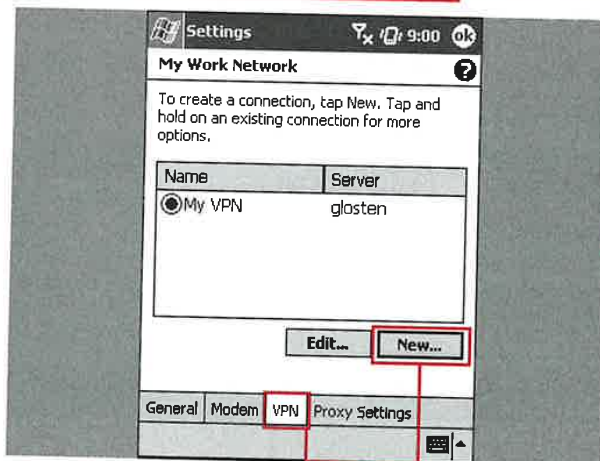 Settings 9:00 ok
My Work Network ?
To create a connection, tap New. Tap and
hold on an existing connection for more
options.
Name Server
My VPN glosten
Edit... New...
General Modem VPN Proxy Settings